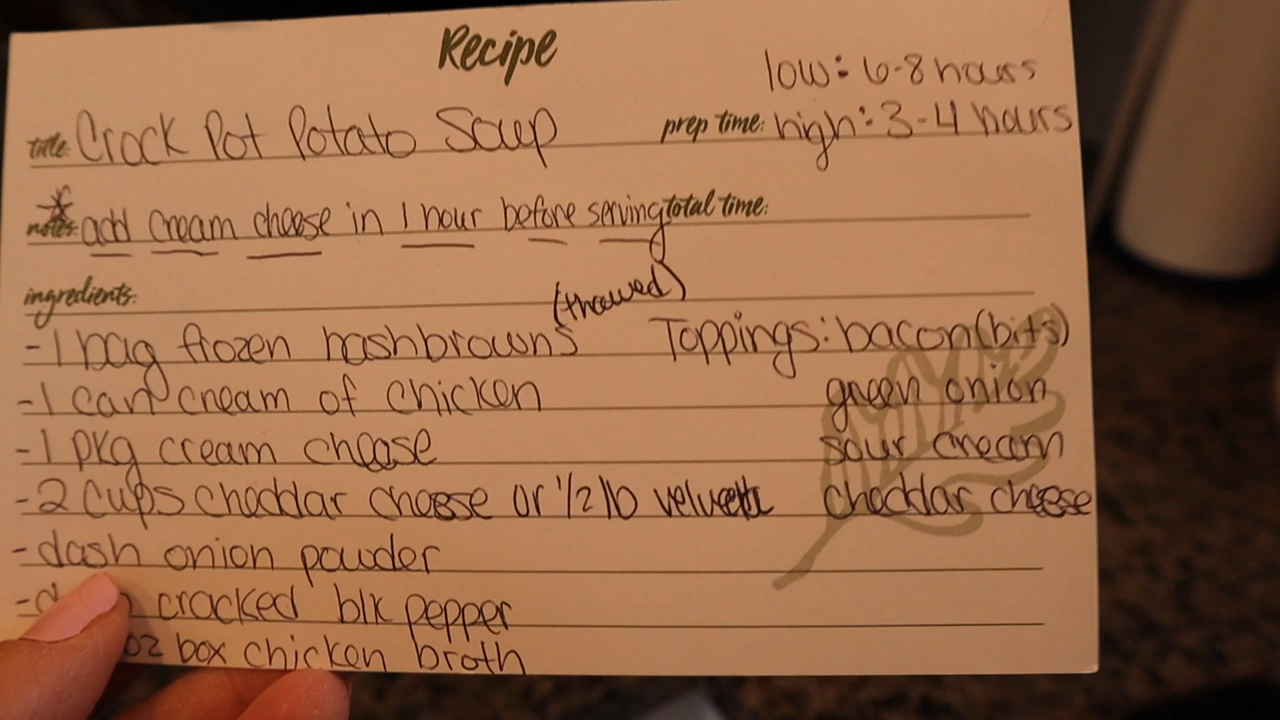 Recipe
low: 6-8 hours
title: Crock Pot Potato Soup
prep time: high: 3-4 hours
notes: * add cream cheese in 1 hour before serving
total time:
ingredients:
(thawed)
-1 bag frozen hashbrowns
-1 can cream of chicken
-1 pkg cream cheese
-2 cups cheddar cheese or 1/2 lb velveeta
-dash onion powder
cracked blk pepper
oz box chicken broth
Toppings: bacon (bits)
green onion
sour cream
cheddar cheese